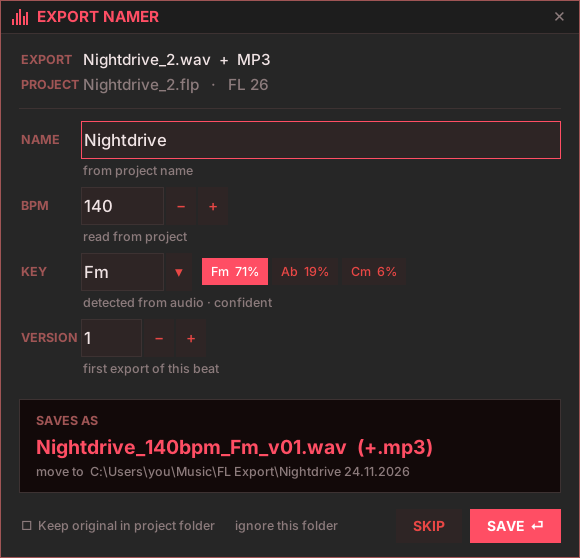 EXPORT NAMER ✕
EXPORT Nightdrive_2.wav + MP3
PROJECT Nightdrive_2.flp · FL 26
NAME Nightdrive
from project name
BPM 140 − +
read from project
KEY Fm ▼ Fm 71% Ab 19% Cm 6%
detected from audio · confident
VERSION 1 − +
first export of this beat
SAVES AS
Nightdrive_140bpm_Fm_v01.wav (+.mp3)
move to C:\Users\you\Music\FL Export\Nightdrive 24.11.2026
☐ Keep original in project folder ignore this folder SKIP SAVE ⏎